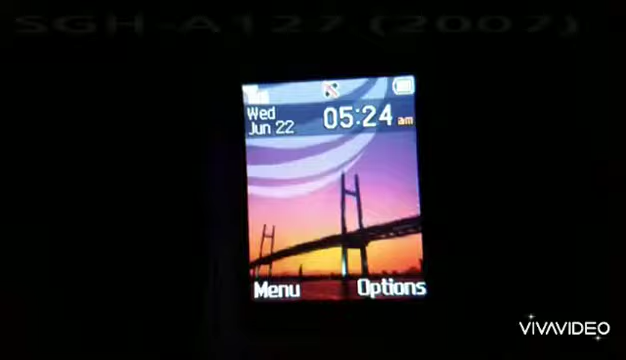 SGH-A127 (2007)
Wed
Jun 22
05:24 am
Menu
Options
VIVAVIDEO